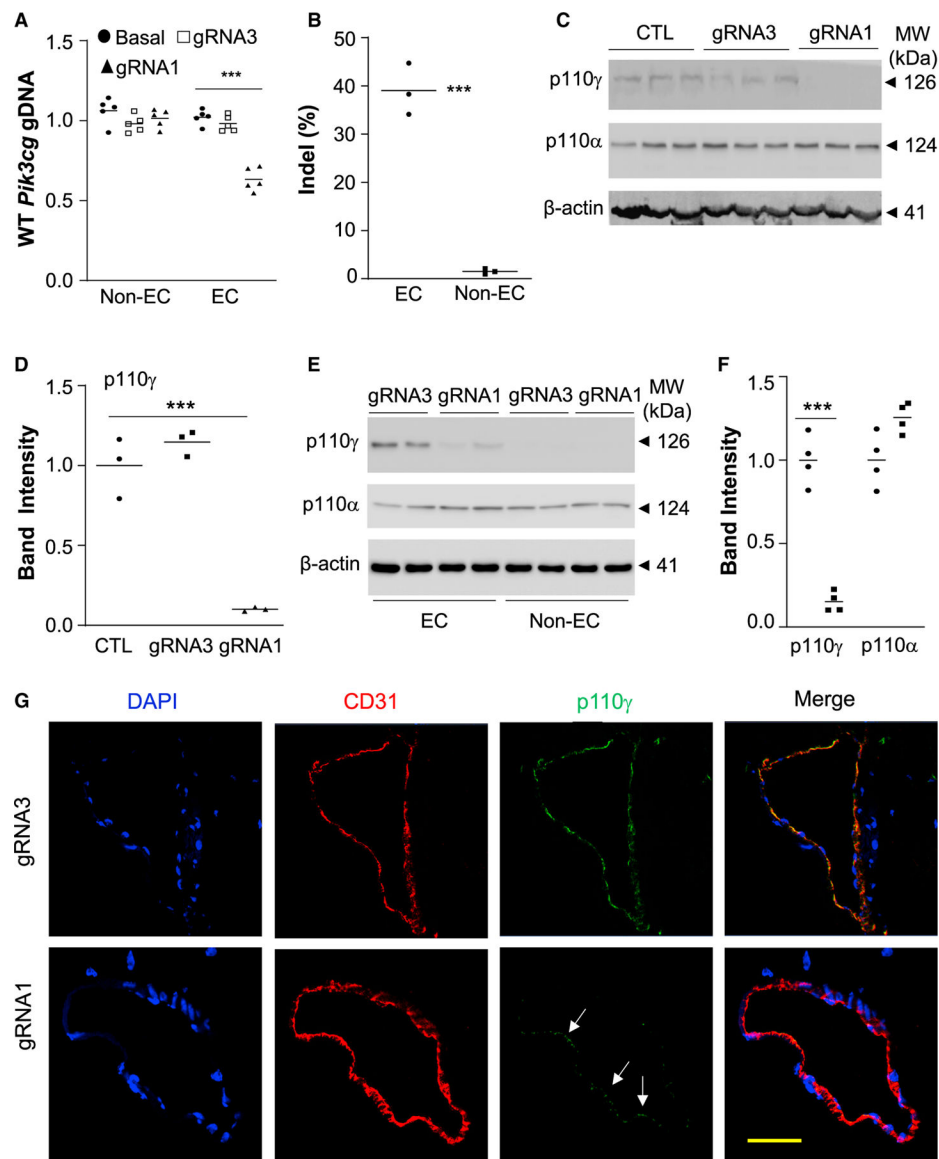 A
● Basal □ gRNA3
▲ gRNA1
***
WT Pik3cg gDNA
1.5
1.0
0.5
0.0
Non-EC EC
B
Indel (%)
50
40
30
20
10
0
***
EC Non-EC
C
CTL gRNA3 gRNA1 MW
(kDa)
p110γ ◄ 126
p110α ◄ 124
β-actin ◄ 41
D
p110γ
***
Band Intensity
1.5
1.0
0.5
0.0
CTL gRNA3 gRNA1
E
gRNA3 gRNA1 gRNA3 gRNA1 MW
(kDa)
p110γ ◄ 126
p110α ◄ 124
β-actin ◄ 41
EC Non-EC
F
***
Band Intensity
1.5
1.0
0.5
0.0
p110γ p110α
G
DAPI CD31 p110γ Merge
gRNA3
gRNA1